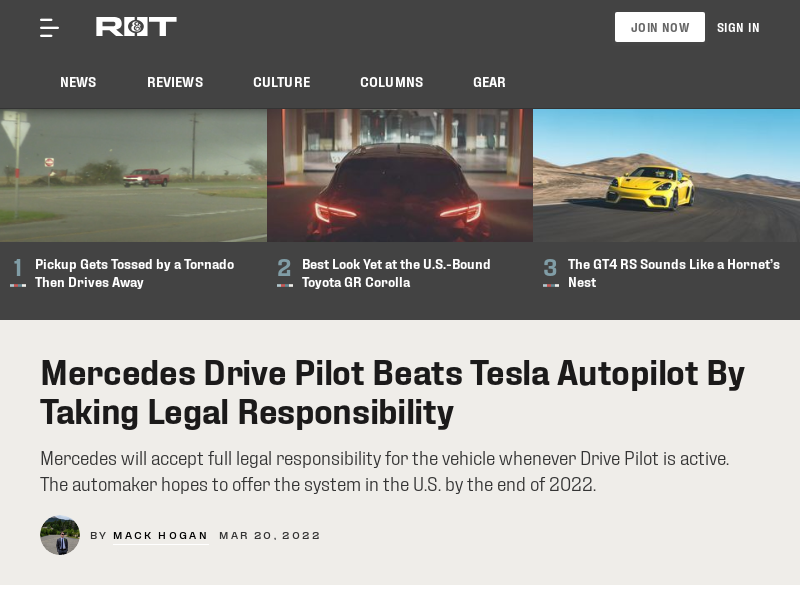 R&T
JOIN NOW
SIGN IN
NEWS
REVIEWS
CULTURE
COLUMNS
GEAR
1
Pickup Gets Tossed by a Tornado
Then Drives Away
2
Best Look Yet at the U.S.-Bound
Toyota GR Corolla
3
The GT4 RS Sounds Like a Hornet's
Nest
Mercedes Drive Pilot Beats Tesla Autopilot By
Taking Legal Responsibility
Mercedes will accept full legal responsibility for the vehicle whenever Drive Pilot is active.
The automaker hopes to offer the system in the U.S. by the end of 2022.
BY MACK HOGAN MAR 20, 2022